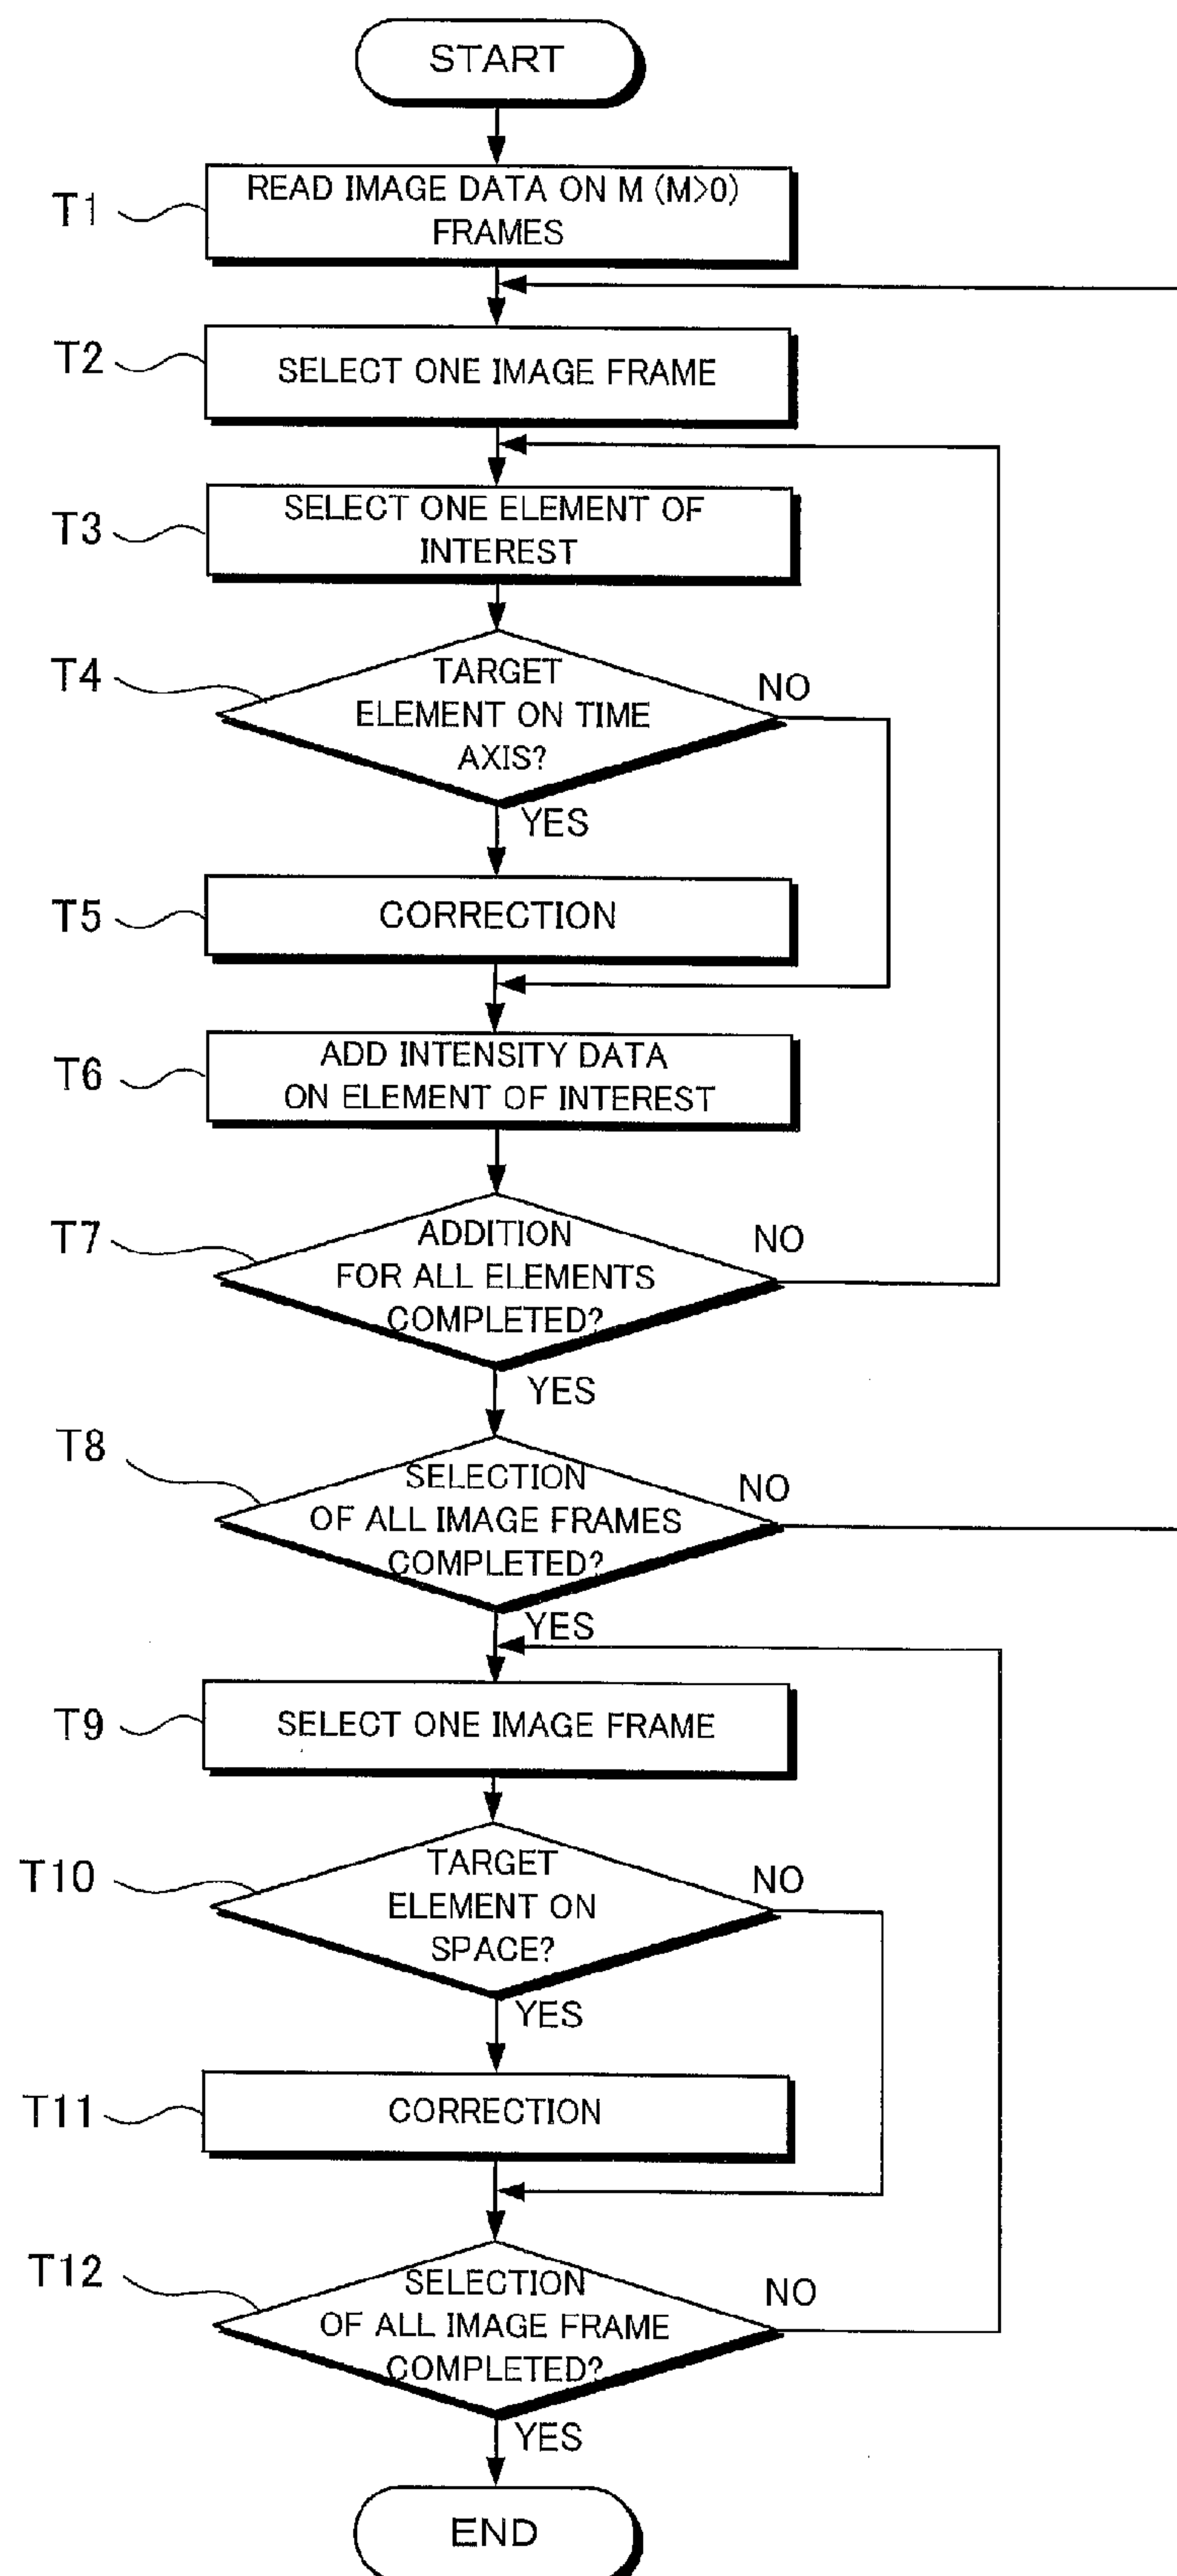 START
T1
READ IMAGE DATA ON M (M>0)
FRAMES
T2
SELECT ONE IMAGE FRAME
T3
SELECT ONE ELEMENT OF
INTEREST
T4
TARGET
ELEMENT ON TIME
AXIS?
NO
YES
T5
CORRECTION
T6
ADD INTENSITY DATA
ON ELEMENT OF INTEREST
T7
ADDITION
FOR ALL ELEMENTS
COMPLETED?
NO
YES
T8
SELECTION
OF ALL IMAGE FRAMES
COMPLETED?
NO
YES
T9
SELECT ONE IMAGE FRAME
T10
TARGET
ELEMENT ON
SPACE?
NO
YES
T11
CORRECTION
T12
SELECTION
OF ALL IMAGE FRAME
COMPLETED?
NO
YES
END